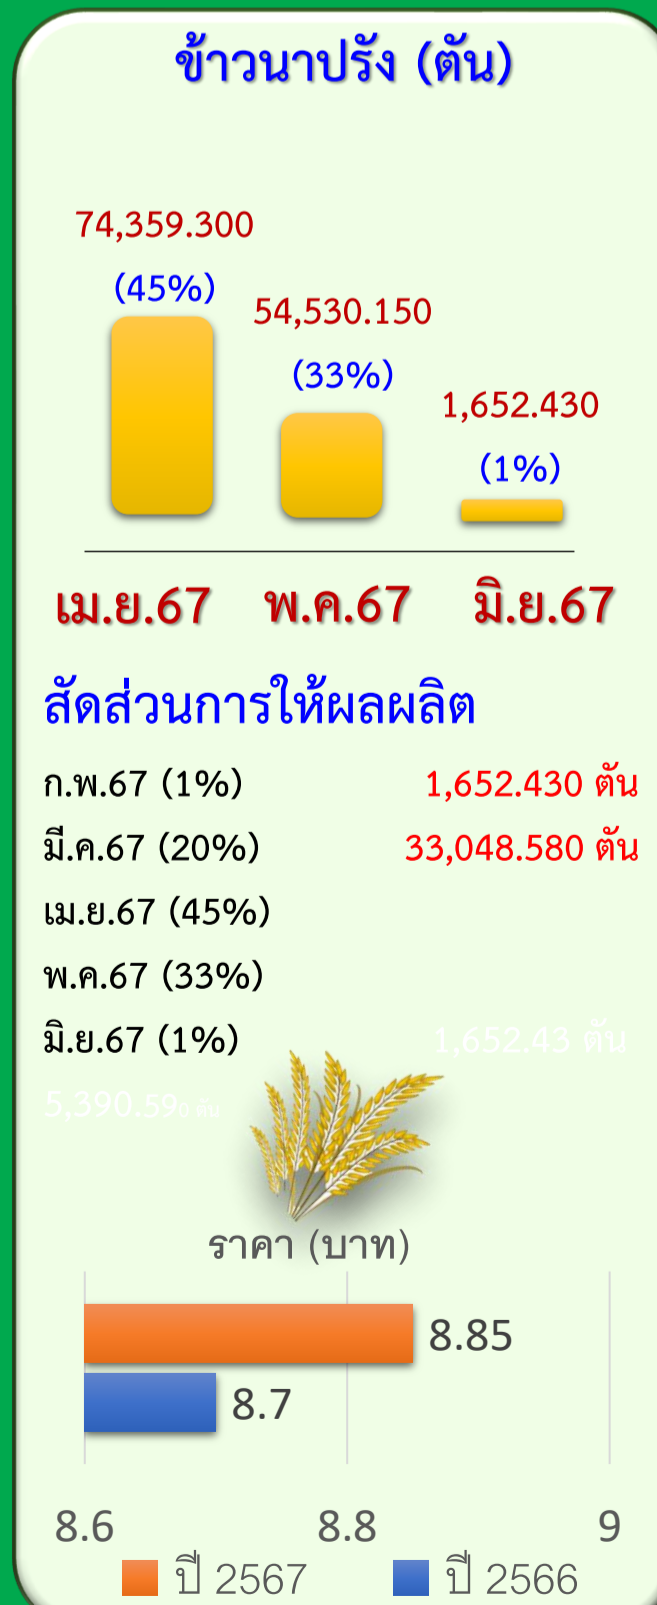 ข้าวนาปรัง (ตัน)
74,359.300
(45%)
54,530.150
(33%)
1,652.430
(1%)
เม.ย.67 พ.ค.67 มิ.ย.67
สัดส่วนการให้ผลผลิต
ก.พ.67 (1%) 1,652.430 ตัน
มี.ค.67 (20%) 33,048.580 ตัน
เม.ย.67 (45%)
พ.ค.67 (33%)
มิ.ย.67 (1%) 1,652.43 ตัน
5,390.590 ตัน
ราคา (บาท)
8.85
8.7
8.6 8.8 9
ปี 2567 ปี 2566